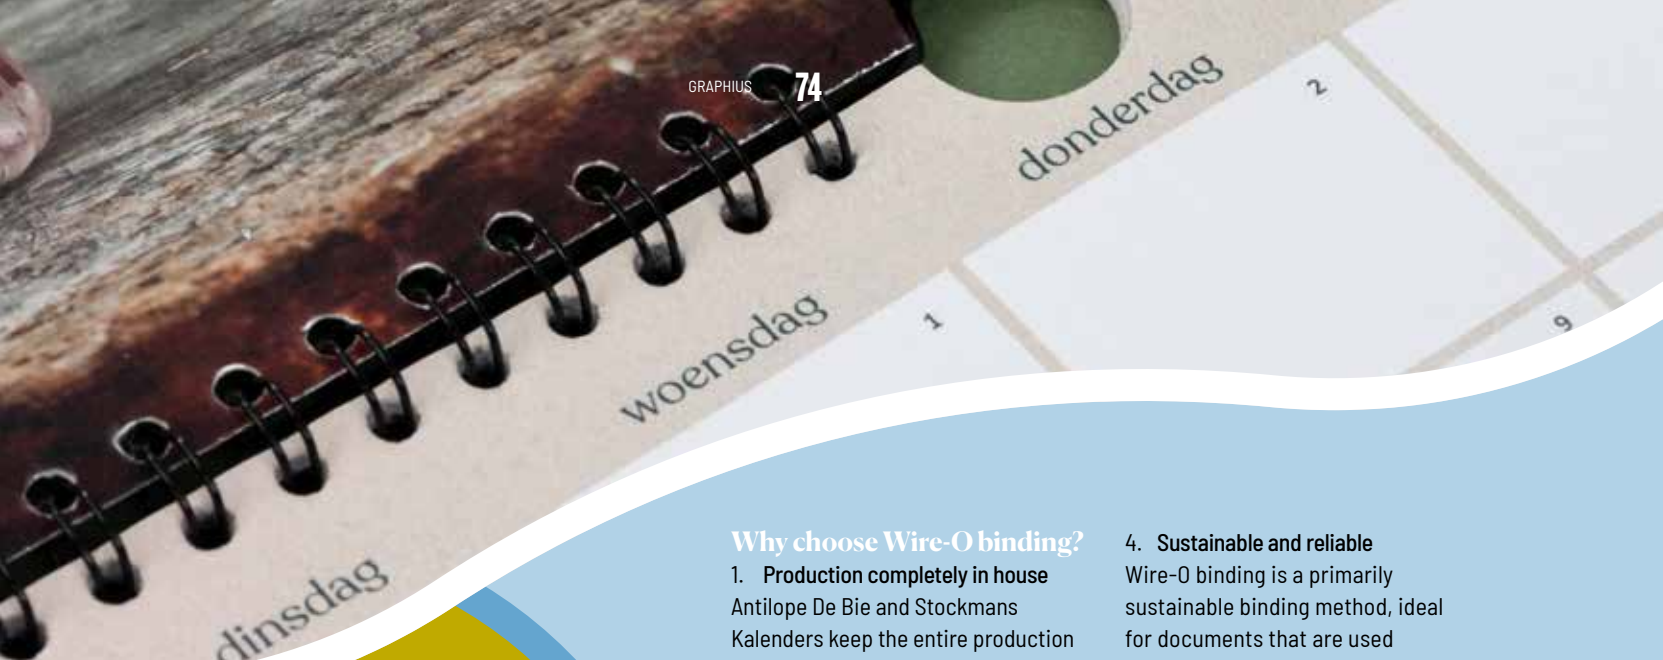 GRAPHIUS 74
donderdag
2
woensdag
1
9
dinsdag
Why choose Wire-O binding?
1. Production completely in house
Antilope De Bie and Stockmans
Kalenders keep the entire production
4. Sustainable and reliable
Wire-O binding is a primarily
sustainable binding method, ideal
for documents that are used